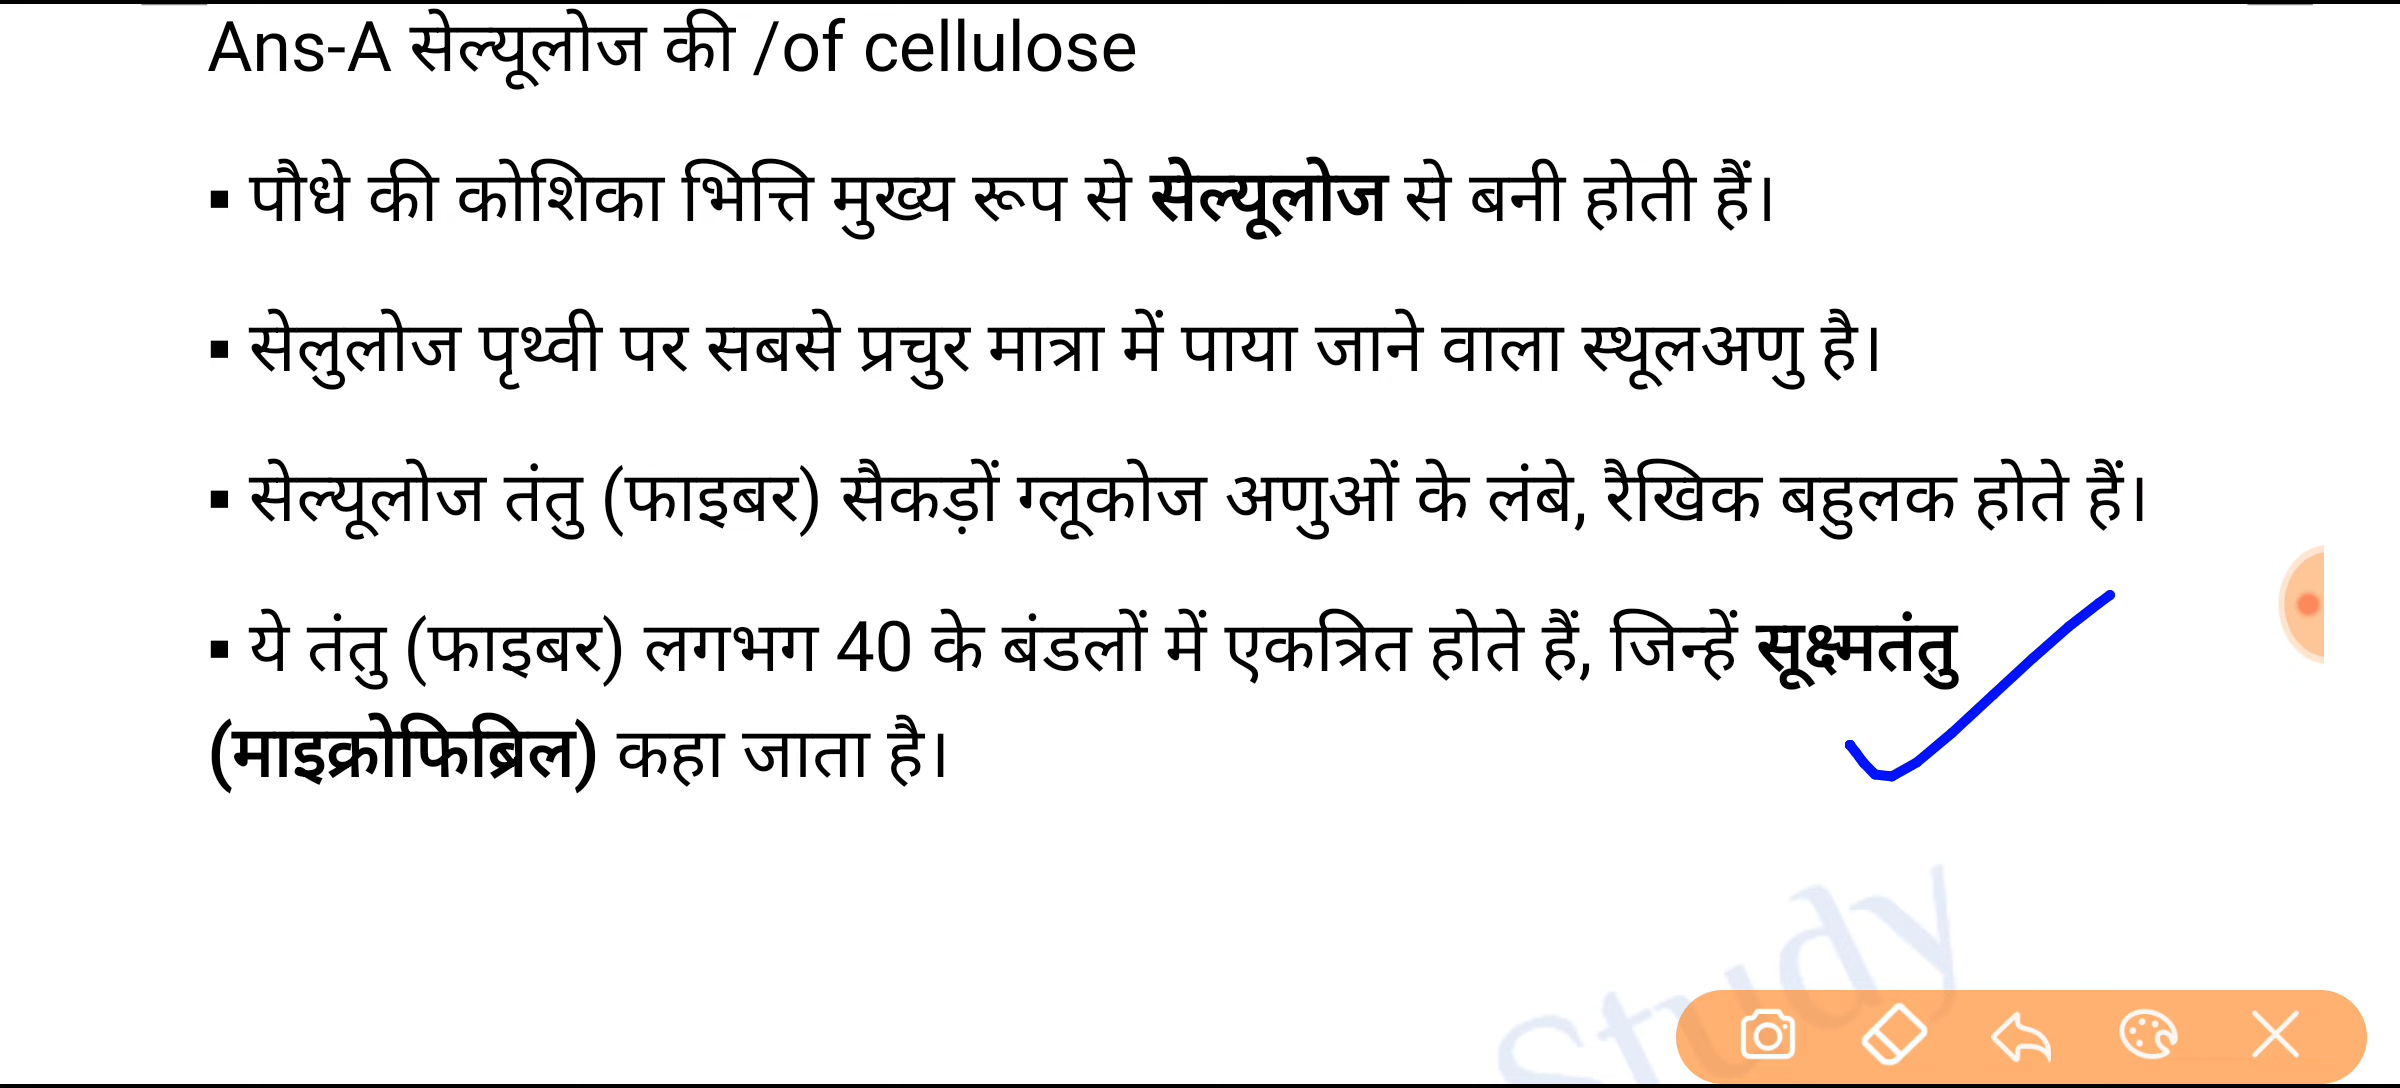 Ans-A सेल्यूलोज की /of cellulose
▪ पौधे की कोशिका भित्ति मुख्य रूप से सेल्यूलोज से बनी होती हैं।
▪ सेलुलोज पृथ्वी पर सबसे प्रचुर मात्रा में पाया जाने वाला स्थूलअणु है।
▪ सेल्यूलोज तंतु (फाइबर) सैकड़ों ग्लूकोज अणुओं के लंबे, रैखिक बहुलक होते हैं।
▪ ये तंतु (फाइबर) लगभग 40 के बंडलों में एकत्रित होते हैं, जिन्हें सूक्ष्मतंतु
(माइक्रोफिब्रिल) कहा जाता है।
Study